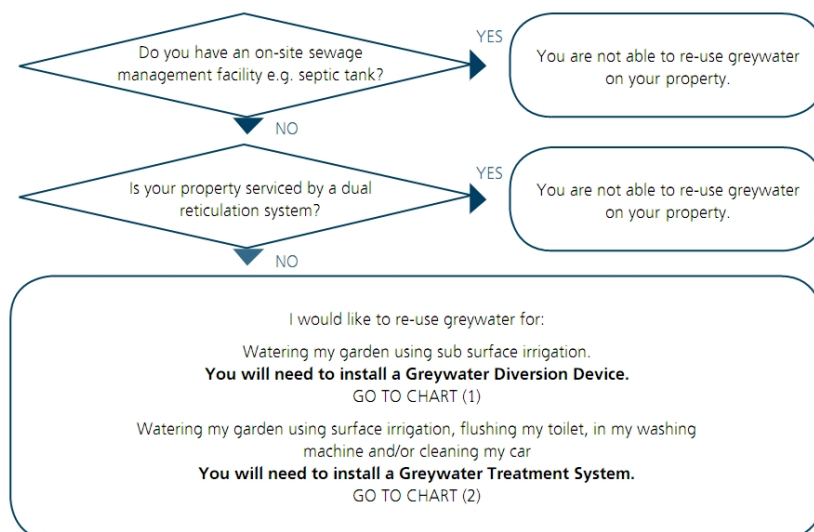 Do you have an on-site sewage
management facility e.g. septic tank?
YES
You are not able to re-use greywater
on your property.
NO
Is your property serviced by a dual
reticulation system?
YES
You are not able to re-use greywater
on your property.
NO
I would like to re-use greywater for:
Watering my garden using sub surface irrigation.
You will need to install a Greywater Diversion Device.
GO TO CHART (1)
Watering my garden using surface irrigation, flushing my toilet, in my washing
machine and/or cleaning my car
You will need to install a Greywater Treatment System.
GO TO CHART (2)